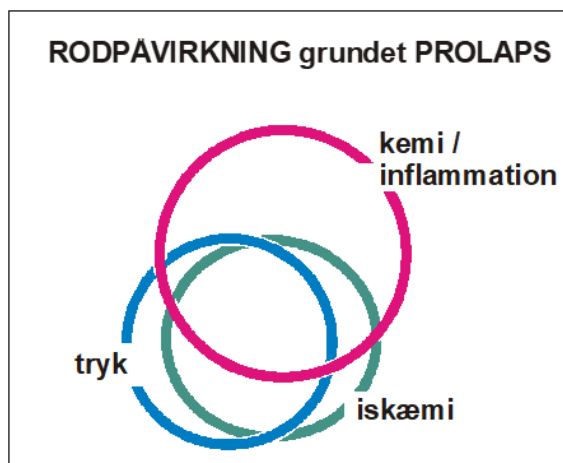 RODPÅVIRKNING grundet PROLAPS
kemi /
inflammation
tryk
iskæmi